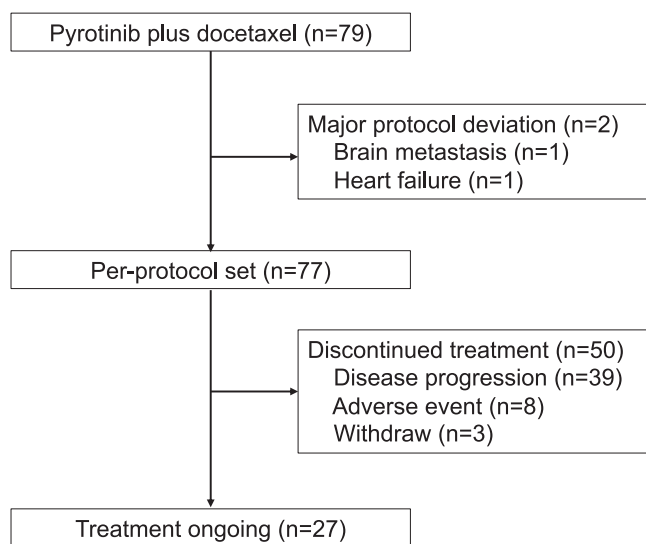 Pyrotinib plus docetaxel (n=79)
Major protocol deviation (n=2)
Brain metastasis (n=1)
Heart failure (n=1)
Per-protocol set (n=77)
Discontinued treatment (n=50)
Disease progression (n=39)
Adverse event (n=8)
Withdraw (n=3)
Treatment ongoing (n=27)